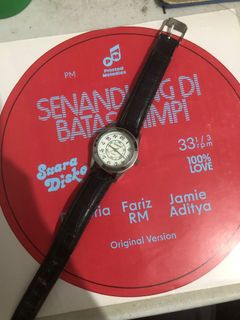 PM
Printed
Melodies
SENANDUNG DI
BATAS MIMPI
Suara
Disko
33 1/3
rpm
100%
LOVE
Fariz
RM
Jamie
Aditya
Original Version